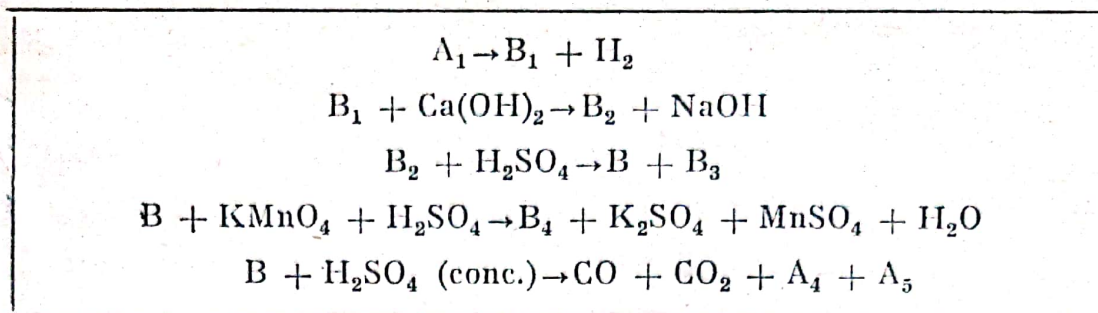 A₁→B₁ + H₂
B₁ + Ca(OH)₂→B₂ + NaOH
B₂ + H₂SO₄→B + B₃
B + KMnO₄ + H₂SO₄→B₄ + K₂SO₄ + MnSO₄ + H₂O
B + H₂SO₄ (conc.)→CO + CO₂ + A₄ + A₅